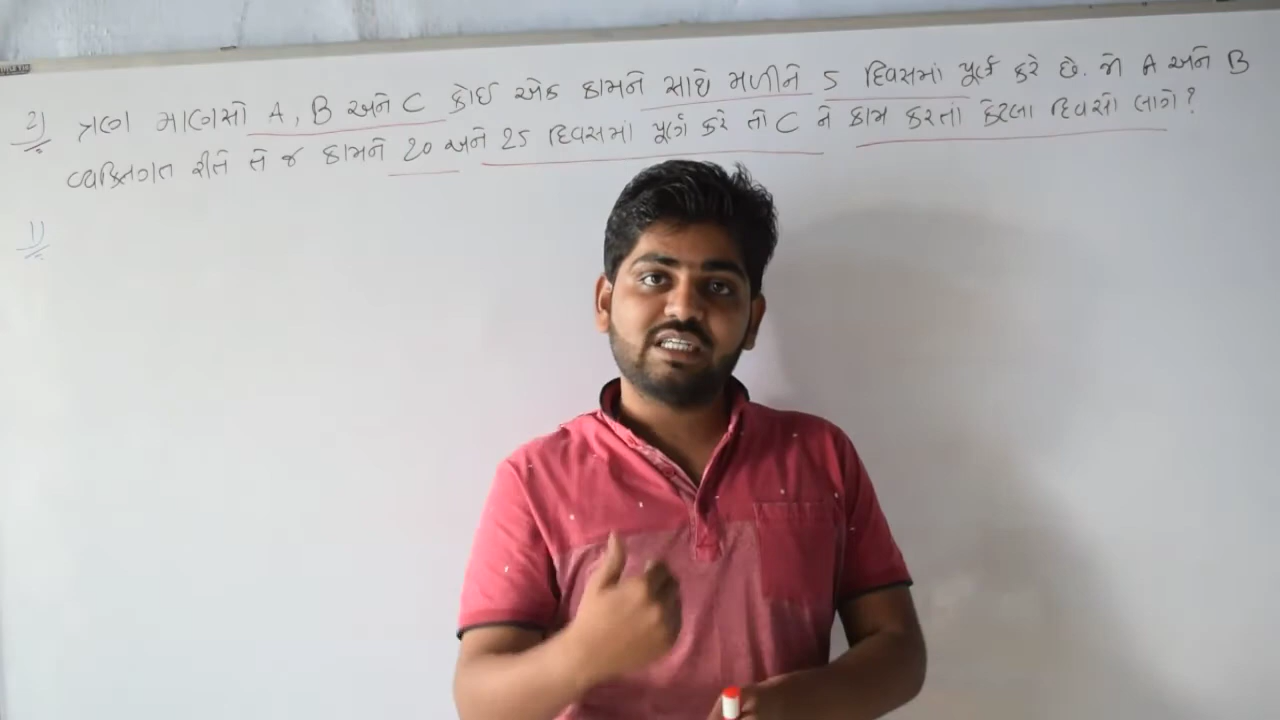 2) ત્રણ માણસો A, B અને C કોઈ એક કામને સાથે મળીને 5 દિવસમાં પૂર્ણ કરે છે. જો A અને B
વ્યક્તિગત રીતે તે જ કામને 20 અને 25 દિવસમાં પૂર્ણ કરે તો C ને કામ કરતાં કેટલા દિવસો લાગે?
1)